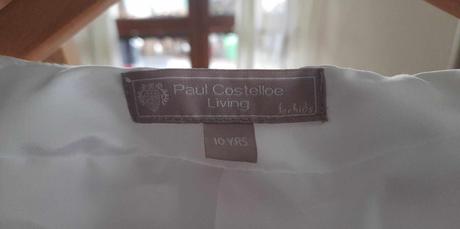 Paul Costelloe
Living
for kids
10 YRS